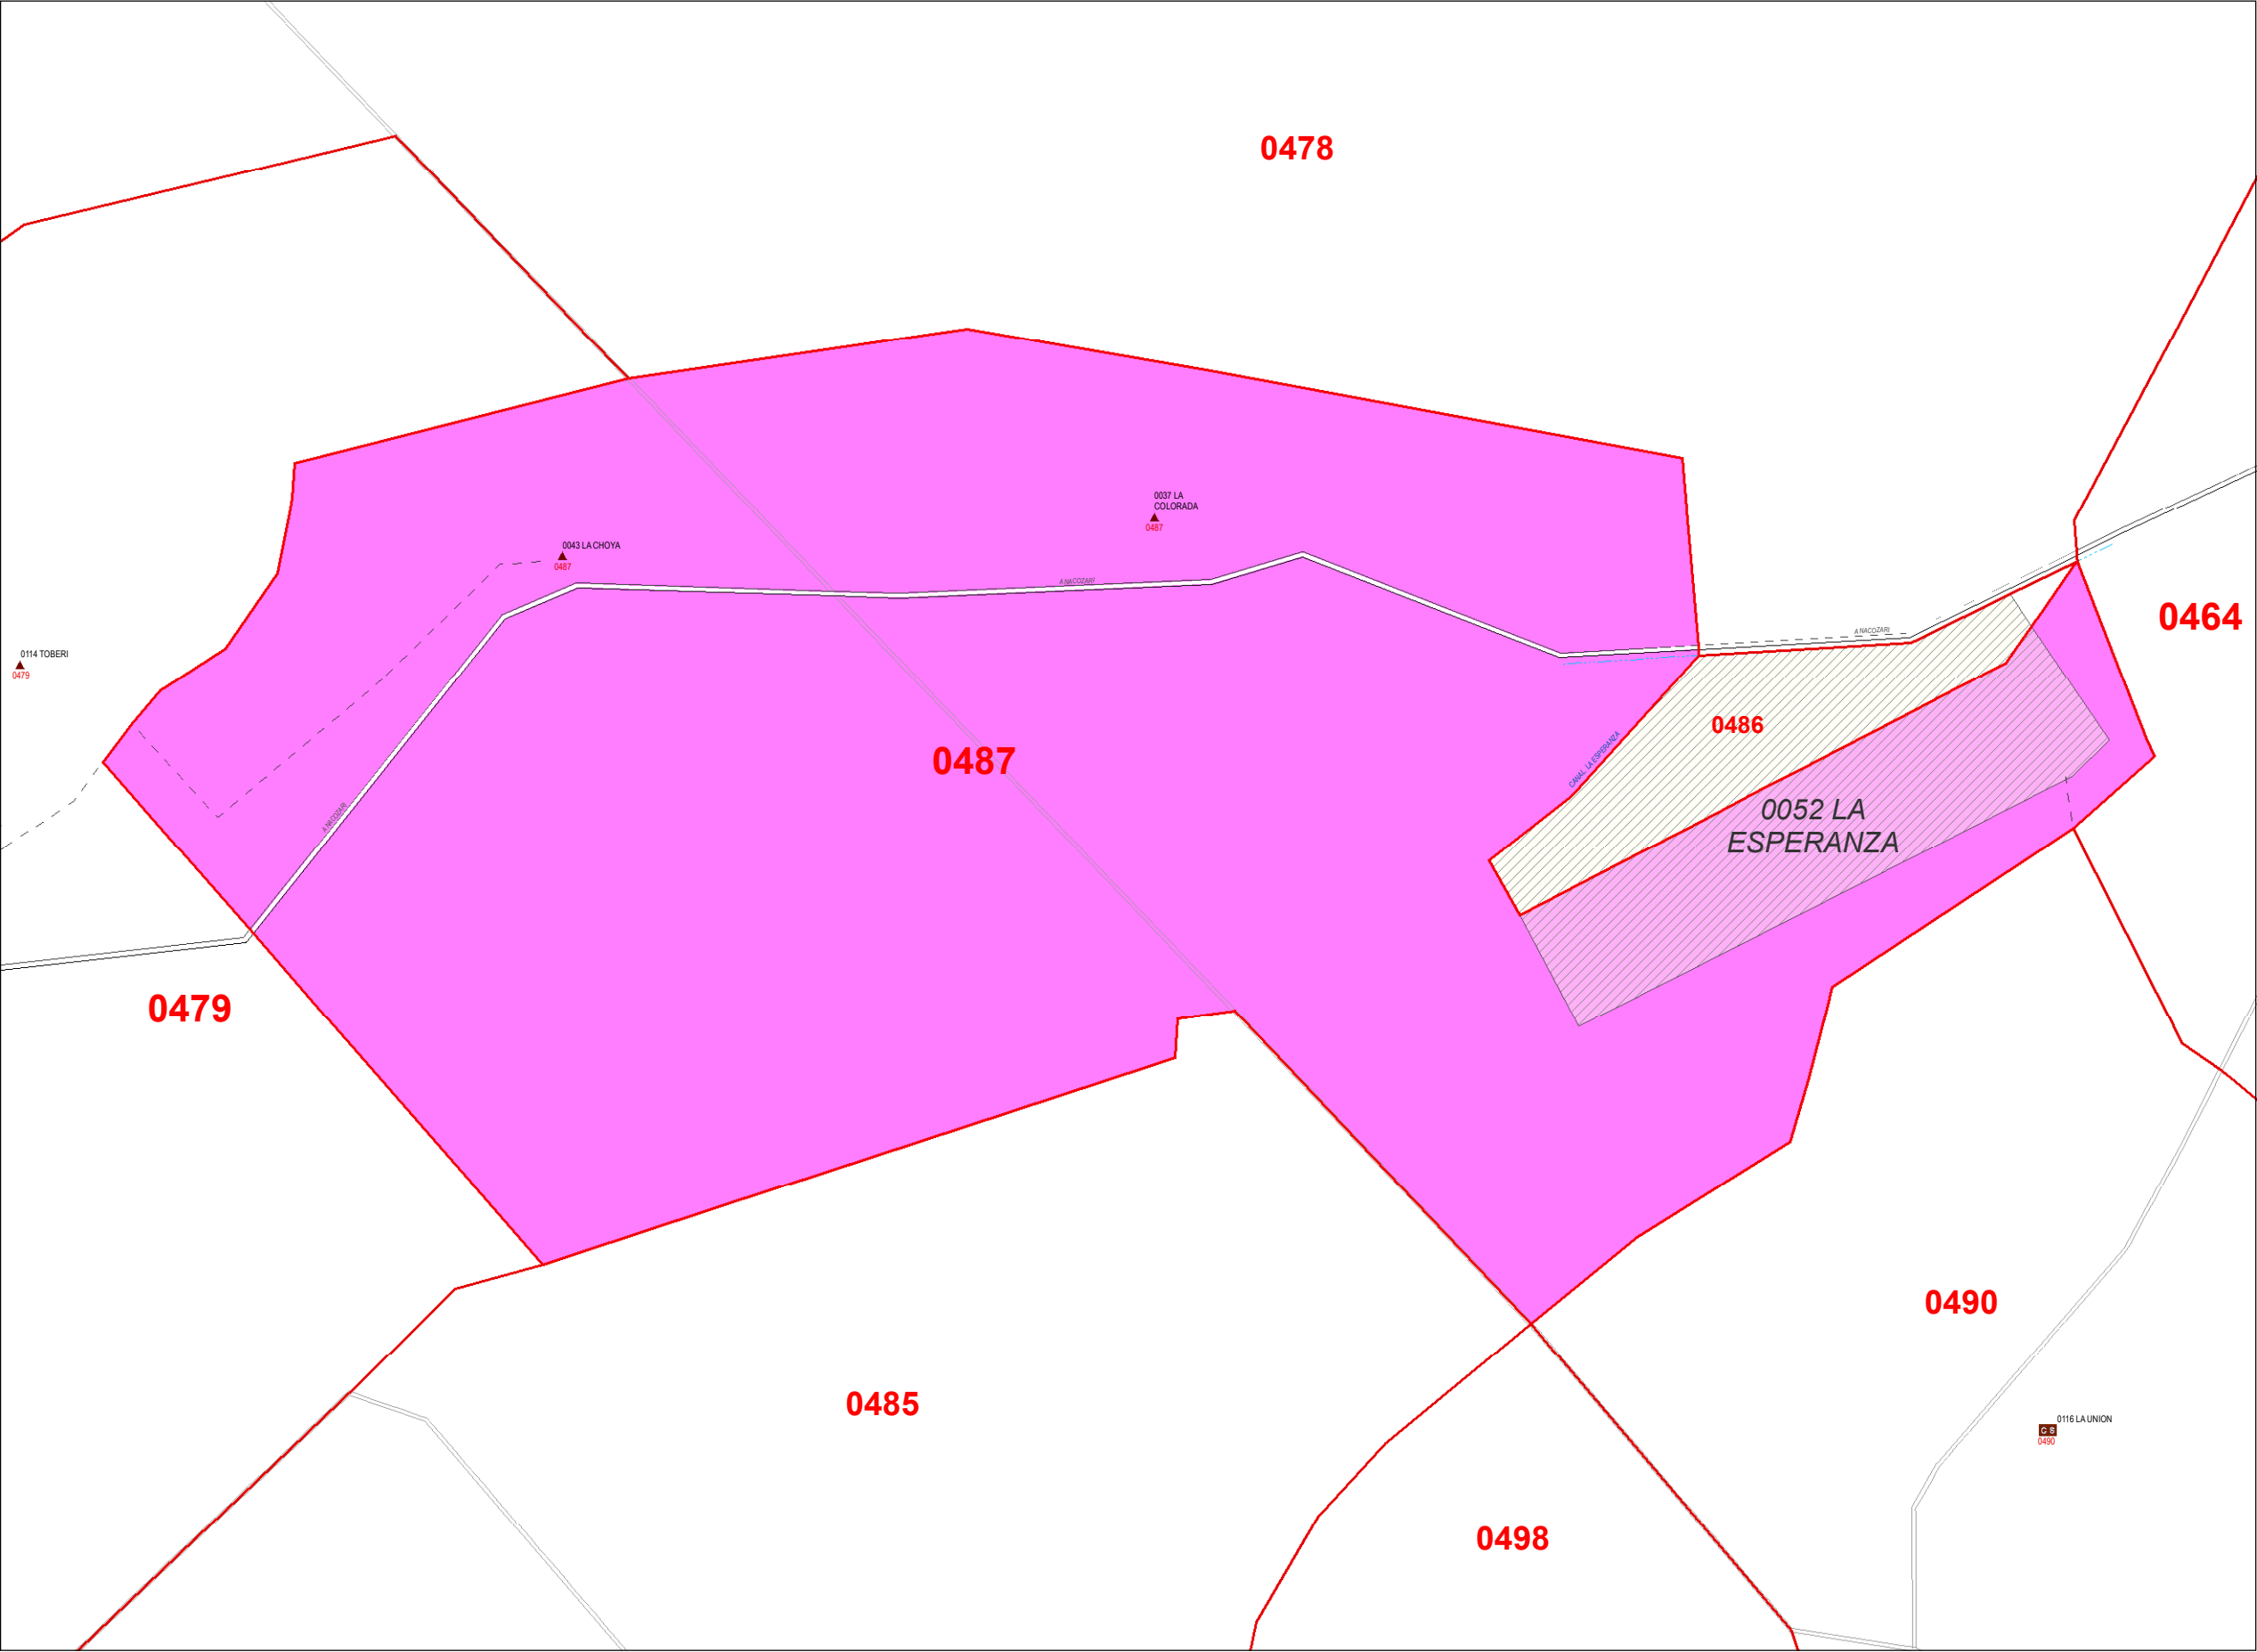 0478
0037 LA
COLORADA
0487
0043 LA CHOYA
0487
A NACOZARI
A NACOZARI
0464
0114 TOBERI
0479
0486
CANAL LA ESPERANZA
0487
A NACOZARI
0052 LA
ESPERANZA
0479
0490
0485
0116 LA UNION
C S
0490
0498